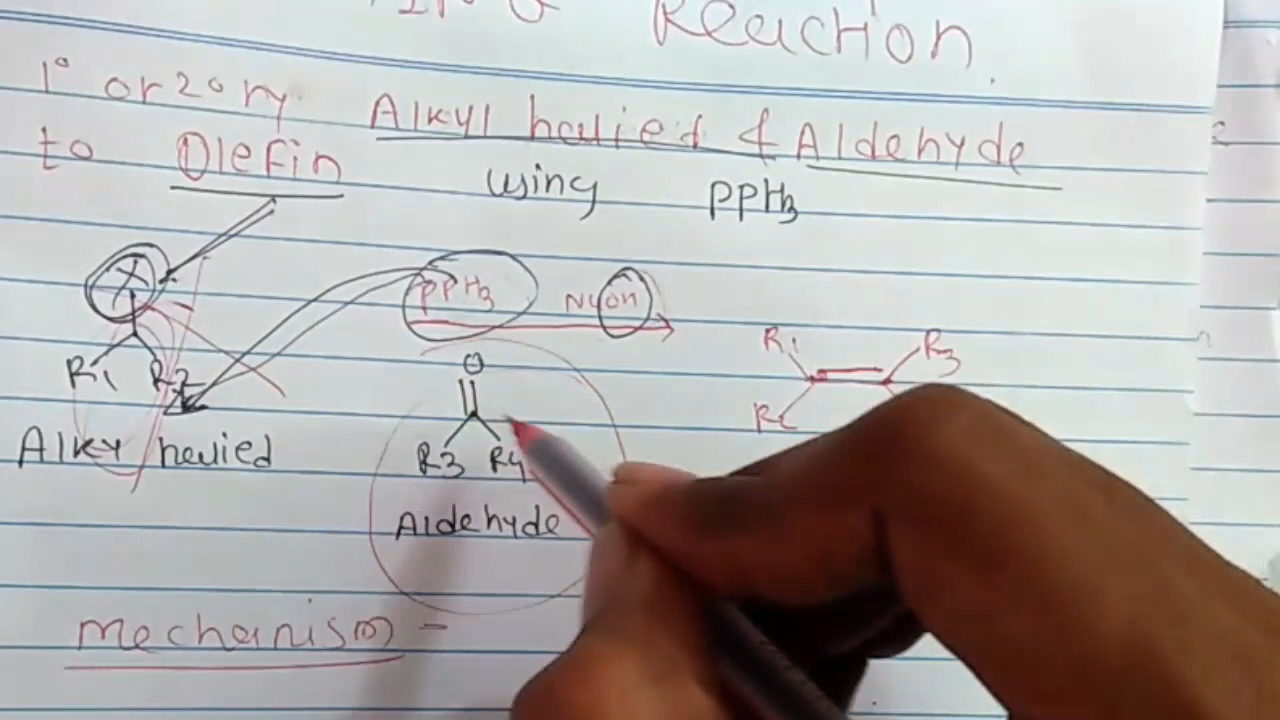 Reaction.
1° or 2° ry Alkyl helied & Aldehyde
to Olefin using PPH3
X PPH3 NaOH
R1 R2 O R1 R3
R3 R4 R2
Alky helied
Aldehyde
mechanism -